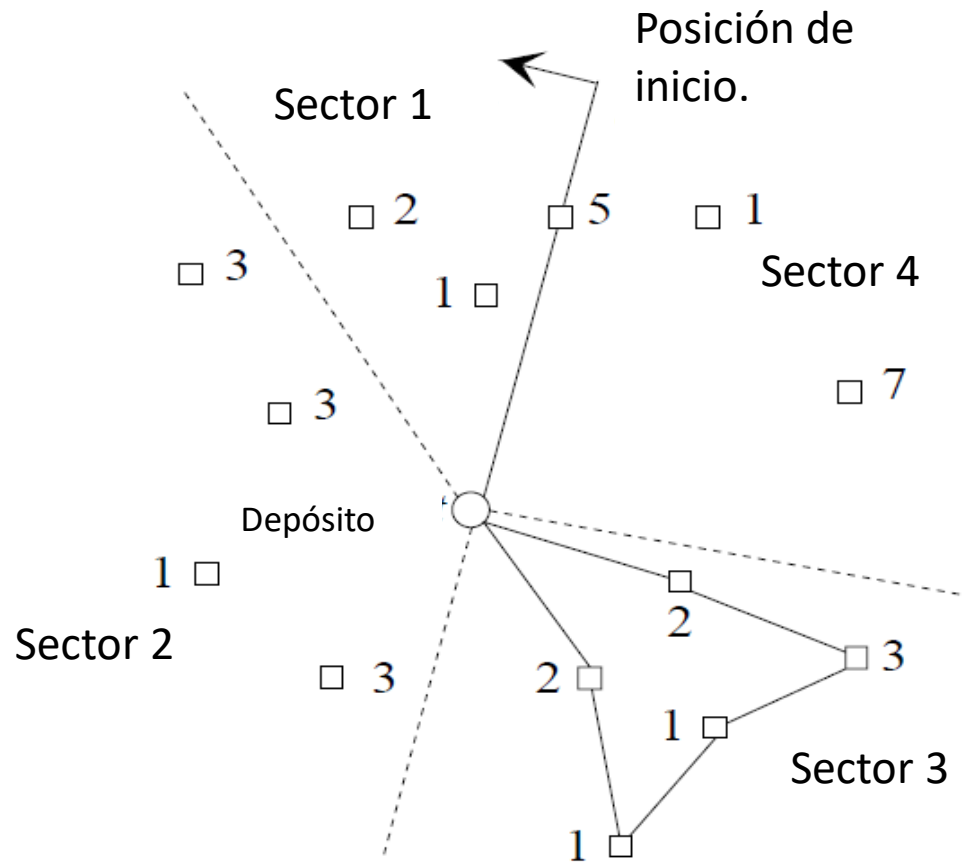 Posición de
inicio.
Sector 1
2
5
1
3
Sector 4
1
7
3
Depósito
1
2
Sector 2
3
2
3
1
Sector 3
1